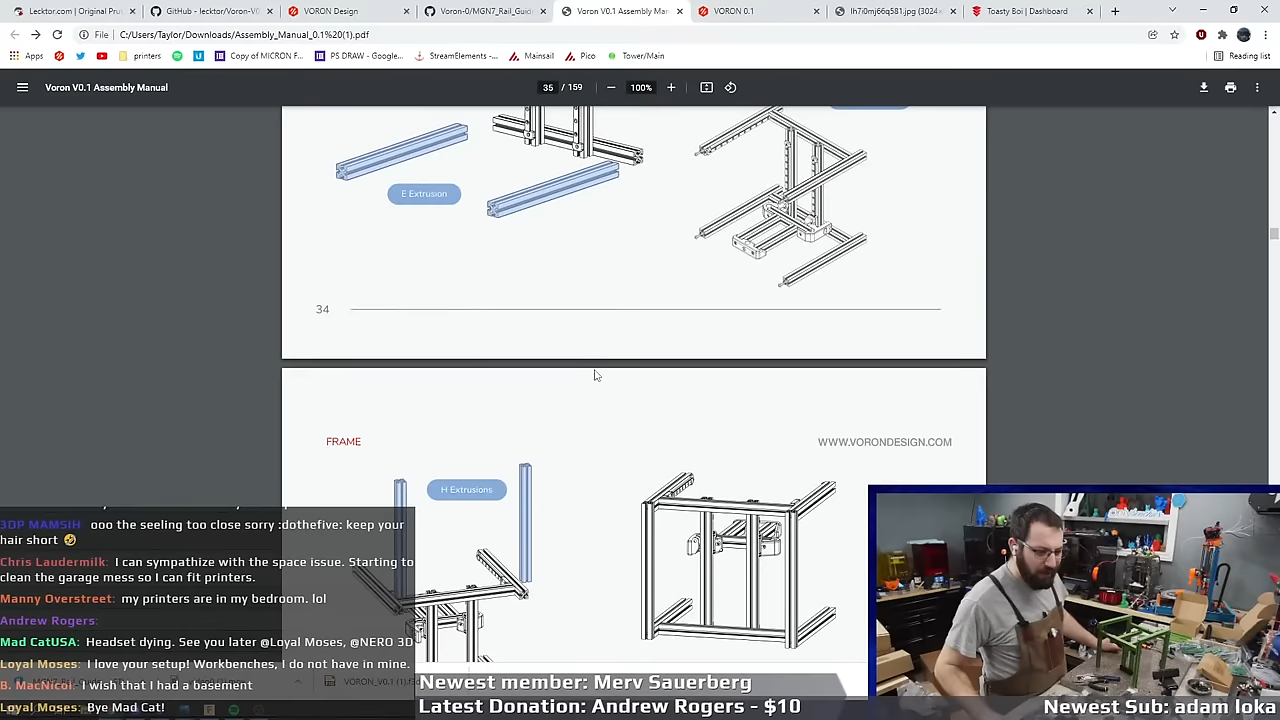 Lecktor.com | Original Prus
GitHub - lecktor/Voron-V0
VORON Design
Voron-0/MGN7_Rail_Guid
Voron V0.1 Assembly Man
VORON 0.1
lh7i0mj66q581.jpg (3024×
Toasty Boi | Dashboard
File | C:/Users/Taylor/Downloads/Assembly_Manual_0.1%20(1).pdf
Apps
printers
Copy of MICRON F...
PS DRAW - Google...
StreamElements -...
Mainsail
Pico
Tower/Main
Reading list
Voron V0.1 Assembly Manual
35 / 159
100%
E Extrusion
34
FRAME
WWW.VORONDESIGN.COM
H Extrusions
3DP MAMSIH ooo the seeling too close sorry :dothefive: keep your
hair short
Chris Laudermilk: I can sympathize with the space issue. Starting to
clean the garage mess so I can fit printers.
Manny Overstreet: my printers are in my bedroom. lol
Andrew Rogers:
Mad CatUSA: Headset dying. See you later @Loyal Moses, @NERO 3D
Loyal Moses: I love your setup! Workbenches, I do not have in mine.
B. MacNicol: I wish that I had a basement
Loyal Moses: Bye Mad Cat!
VORON_V0.1 (1).f3
Newest member: Merv Sauerberg
Latest Donation: Andrew Rogers - $10
Newest Sub: adam loka